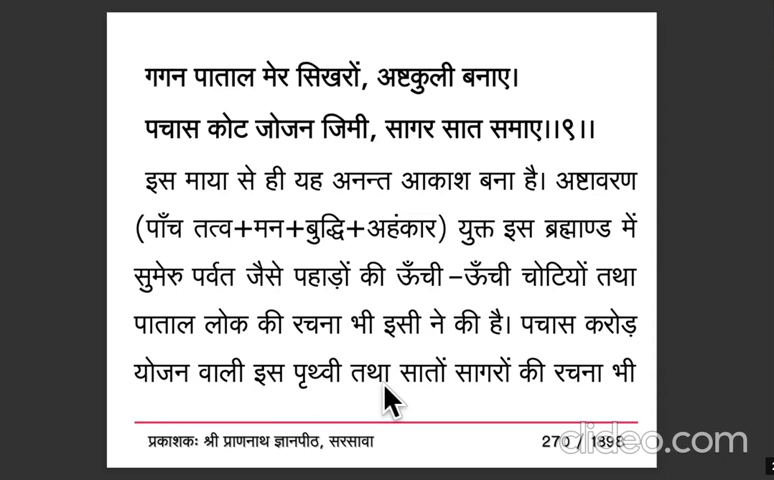 गगन पाताल मेर सिखरों, अष्टकुली बनाए।
पचास कोट जोजन जिमी, सागर सात समाए।।९।।
इस माया से ही यह अनन्त आकाश बना है। अष्टावरण
(पाँच तत्व+मन+बुद्धि+अहंकार) युक्त इस ब्रह्माण्ड में
सुमेरु पर्वत जैसे पहाड़ों की ऊँची-ऊँची चोटियों तथा
पाताल लोक की रचना भी इसी ने की है। पचास करोड़
योजन वाली इस पृथ्वी तथा सातों सागरों की रचना भी
प्रकाशकः श्री प्राणनाथ ज्ञानपीठ, सरसावा 270 / 1898
clideo.com